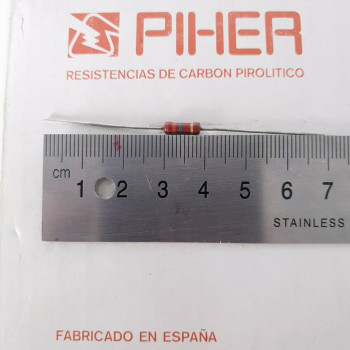 PIHER
RESISTENCIAS DE CARBON PIROLITICO
cm 1 2 3 4 5 6 7
STAINLESS
FABRICADO EN ESPAÑA